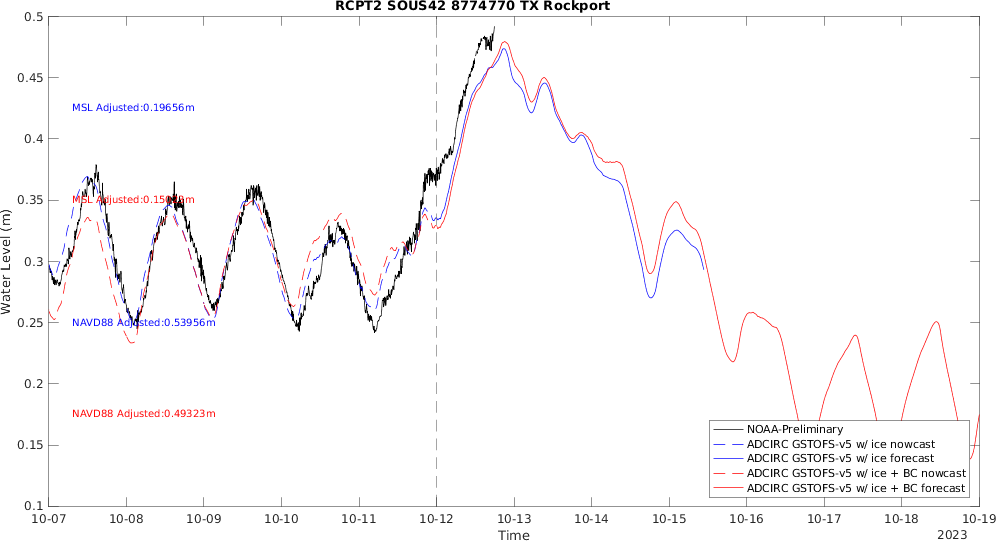 RCPT2 SOUS42 8774770 TX Rockport
0.5
0.45
0.4
0.35
0.3
0.25
0.2
0.15
0.1
Water Level (m)
MSL Adjusted:0.19656m
MSL Adjusted:
NAVD88 Adjusted:0.53956m
NAVD88 Adjusted:0.49323m
NOAA-Preliminary
ADCIRC GSTOFS-v5 w/ ice nowcast
ADCIRC GSTOFS-v5 w/ ice forecast
ADCIRC GSTOFS-v5 w/ ice + BC nowcast
ADCIRC GSTOFS-v5 w/ ice + BC forecast
10-07 10-08 10-09 10-10 10-11 10-12 10-13 10-14 10-15 10-16 10-17 10-18 10-19
Time
2023